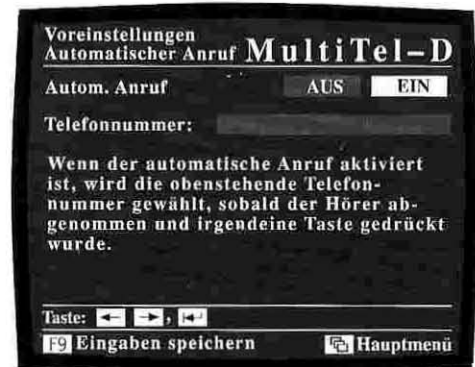 Voreinstellungen
Automatischer Anruf MultiTel-D
Autom. Anruf AUS EIN
Telefonnummer:
Wenn der automatische Anruf aktiviert
ist, wird die obenstehende Telefon-
nummer gewählt, sobald der Hörer ab-
genommen und irgendeine Taste gedrückt
wurde.
Taste: ← → , ↵
F9 Eingaben speichern Hauptmenü